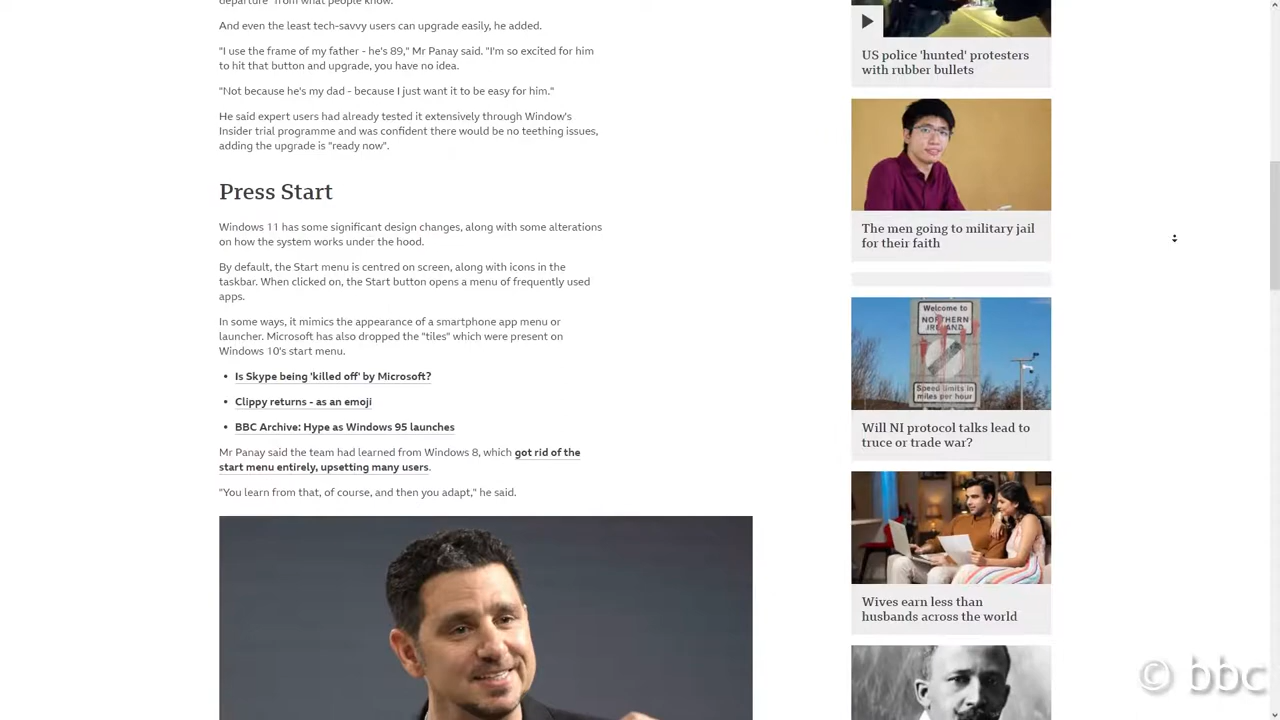 departure" from what people know.
And even the least tech-savvy users can upgrade easily, he added.
"I use the frame of my father - he's 89," Mr Panay said. "I'm so excited for him
to hit that button and upgrade, you have no idea.
"Not because he's my dad - because I just want it to be easy for him."
He said expert users had already tested it extensively through Window's
Insider trial programme and was confident there would be no teething issues,
adding the upgrade is "ready now".
Press Start
Windows 11 has some significant design changes, along with some alterations
on how the system works under the hood.
By default, the Start menu is centred on screen, along with icons in the
taskbar. When clicked on, the Start button opens a menu of frequently used
apps.
In some ways, it mimics the appearance of a smartphone app menu or
launcher. Microsoft has also dropped the "tiles" which were present on
Windows 10's start menu.
• Is Skype being 'killed off' by Microsoft?
• Clippy returns - as an emoji
• BBC Archive: Hype as Windows 95 launches
Mr Panay said the team had learned from Windows 8, which got rid of the
start menu entirely, upsetting many users.
"You learn from that, of course, and then you adapt," he said.
US police 'hunted' protesters
with rubber bullets
The men going to military jail
for their faith
Welcome to
NORTHERN
IRELAND
Speed limits in
miles per hour
Will NI protocol talks lead to
truce or trade war?
Wives earn less than
husbands across the world
© bbc